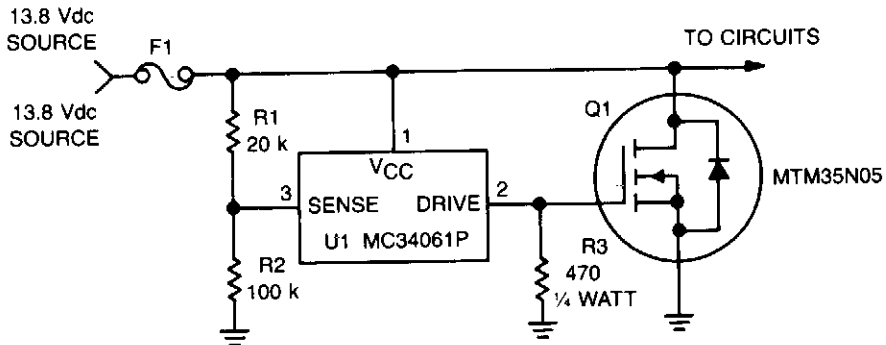 13.8 Vdc
SOURCE
F1
TO CIRCUITS
13.8 Vdc
SOURCE
R1
20 k
1
Q1
VCC
MTM35N05
3
SENSE
DRIVE
2
U1 MC34061P
R2
100 k
R3
470
¼ WATT